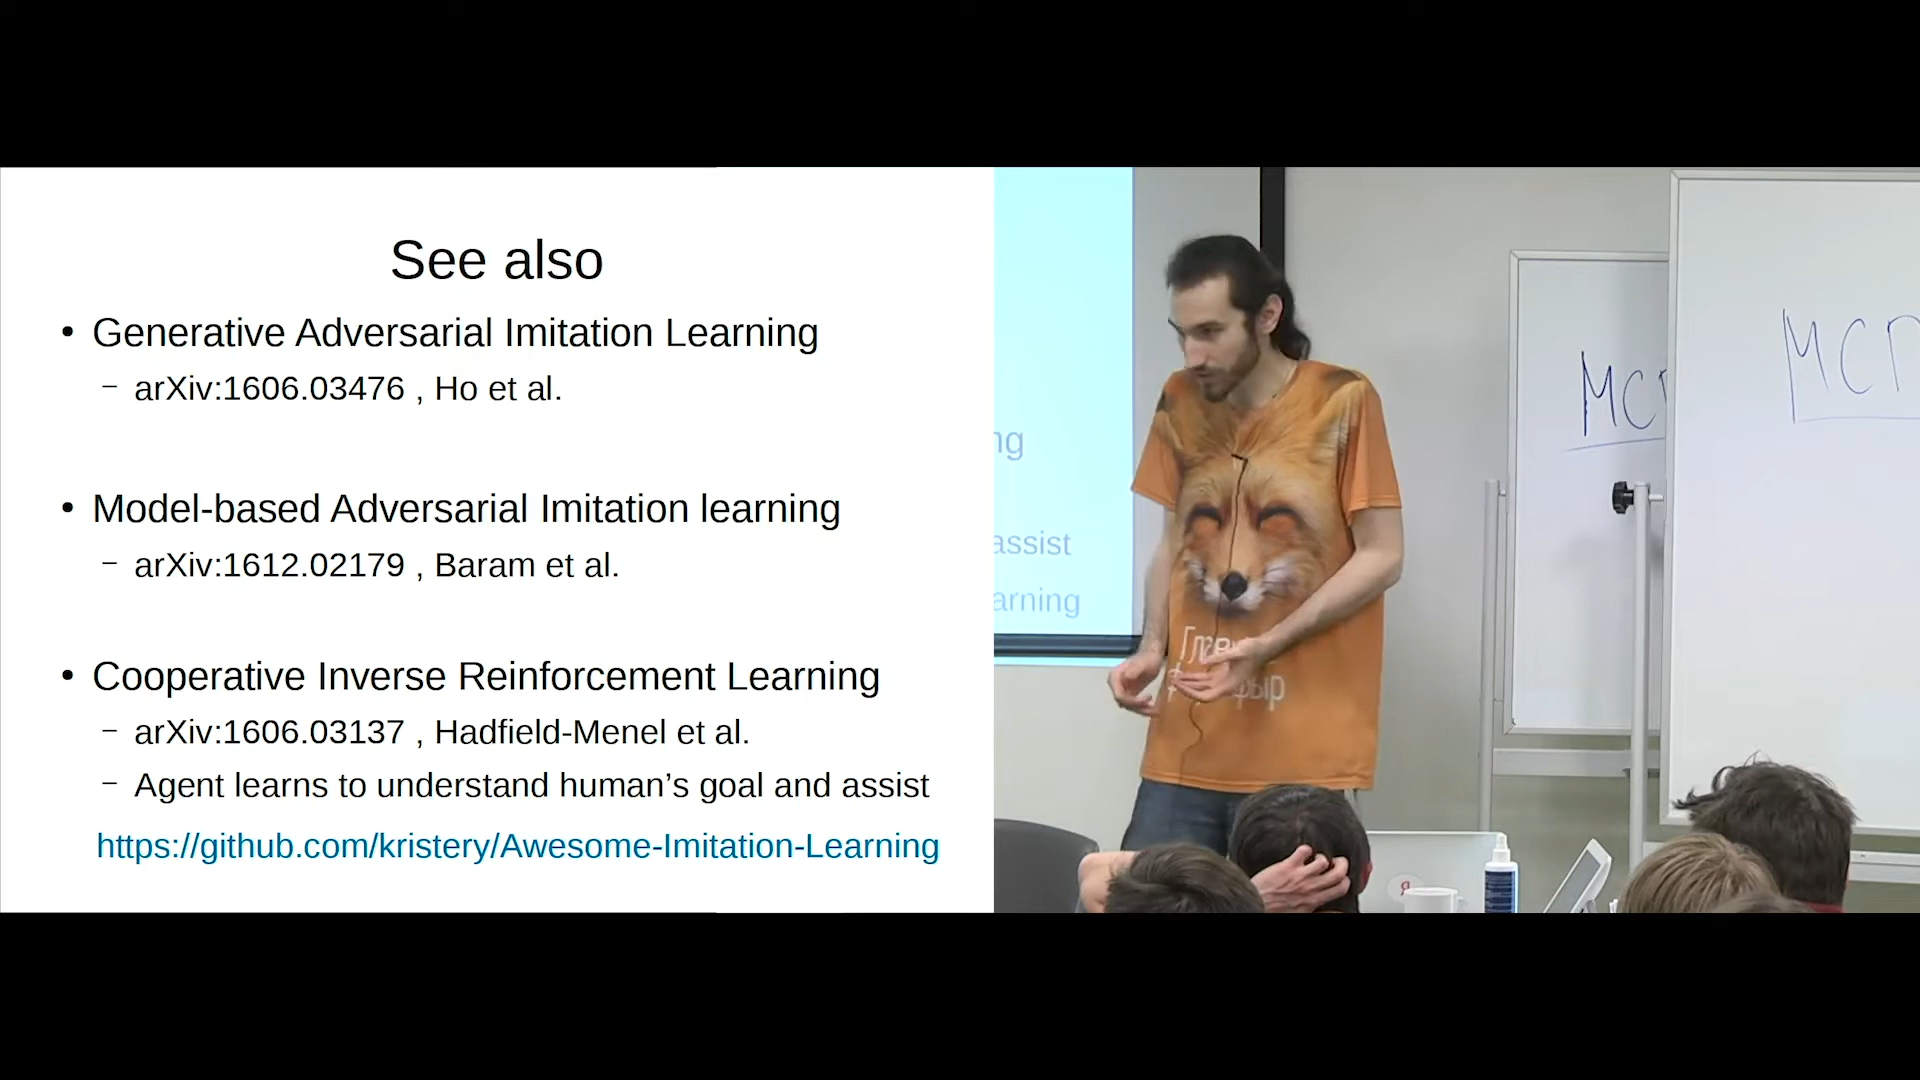 See also
• Generative Adversarial Imitation Learning
– arXiv:1606.03476 , Ho et al.
• Model-based Adversarial Imitation learning
– arXiv:1612.02179 , Baram et al.
• Cooperative Inverse Reinforcement Learning
– arXiv:1606.03137 , Hadfield-Menel et al.
– Agent learns to understand human’s goal and assist
https://github.com/kristery/Awesome-Imitation-Learning
ng
assist
arning
МСП
Я